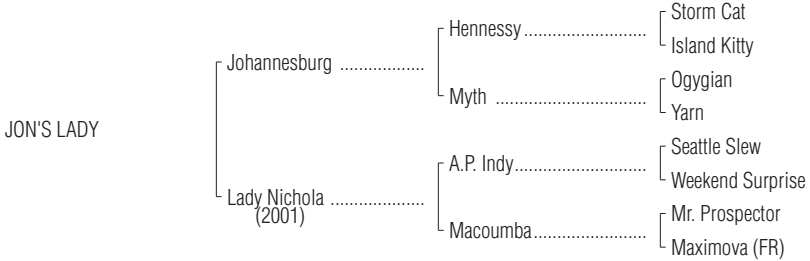 Storm Cat
Hennessy ..........................
Island Kitty
Johannesburg ..................
Ogygian
Myth ................................
Yarn
JON'S LADY
Seattle Slew
A.P. Indy............................
Weekend Surprise
Lady Nichola ....................
(2001)
Mr. Prospector
Macoumba........................
Maximova (FR)